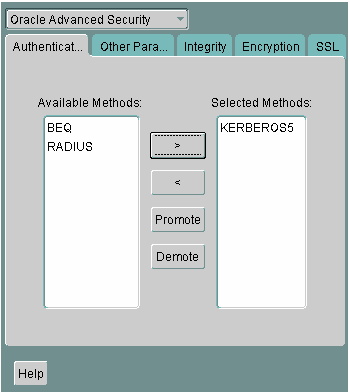 Oracle Advanced Security
Authenticat... Other Para... Integrity Encryption SSL
Available Methods: Selected Methods:
BEQ
RADIUS
KERBEROS5
>
<
Promote
Demote
Help